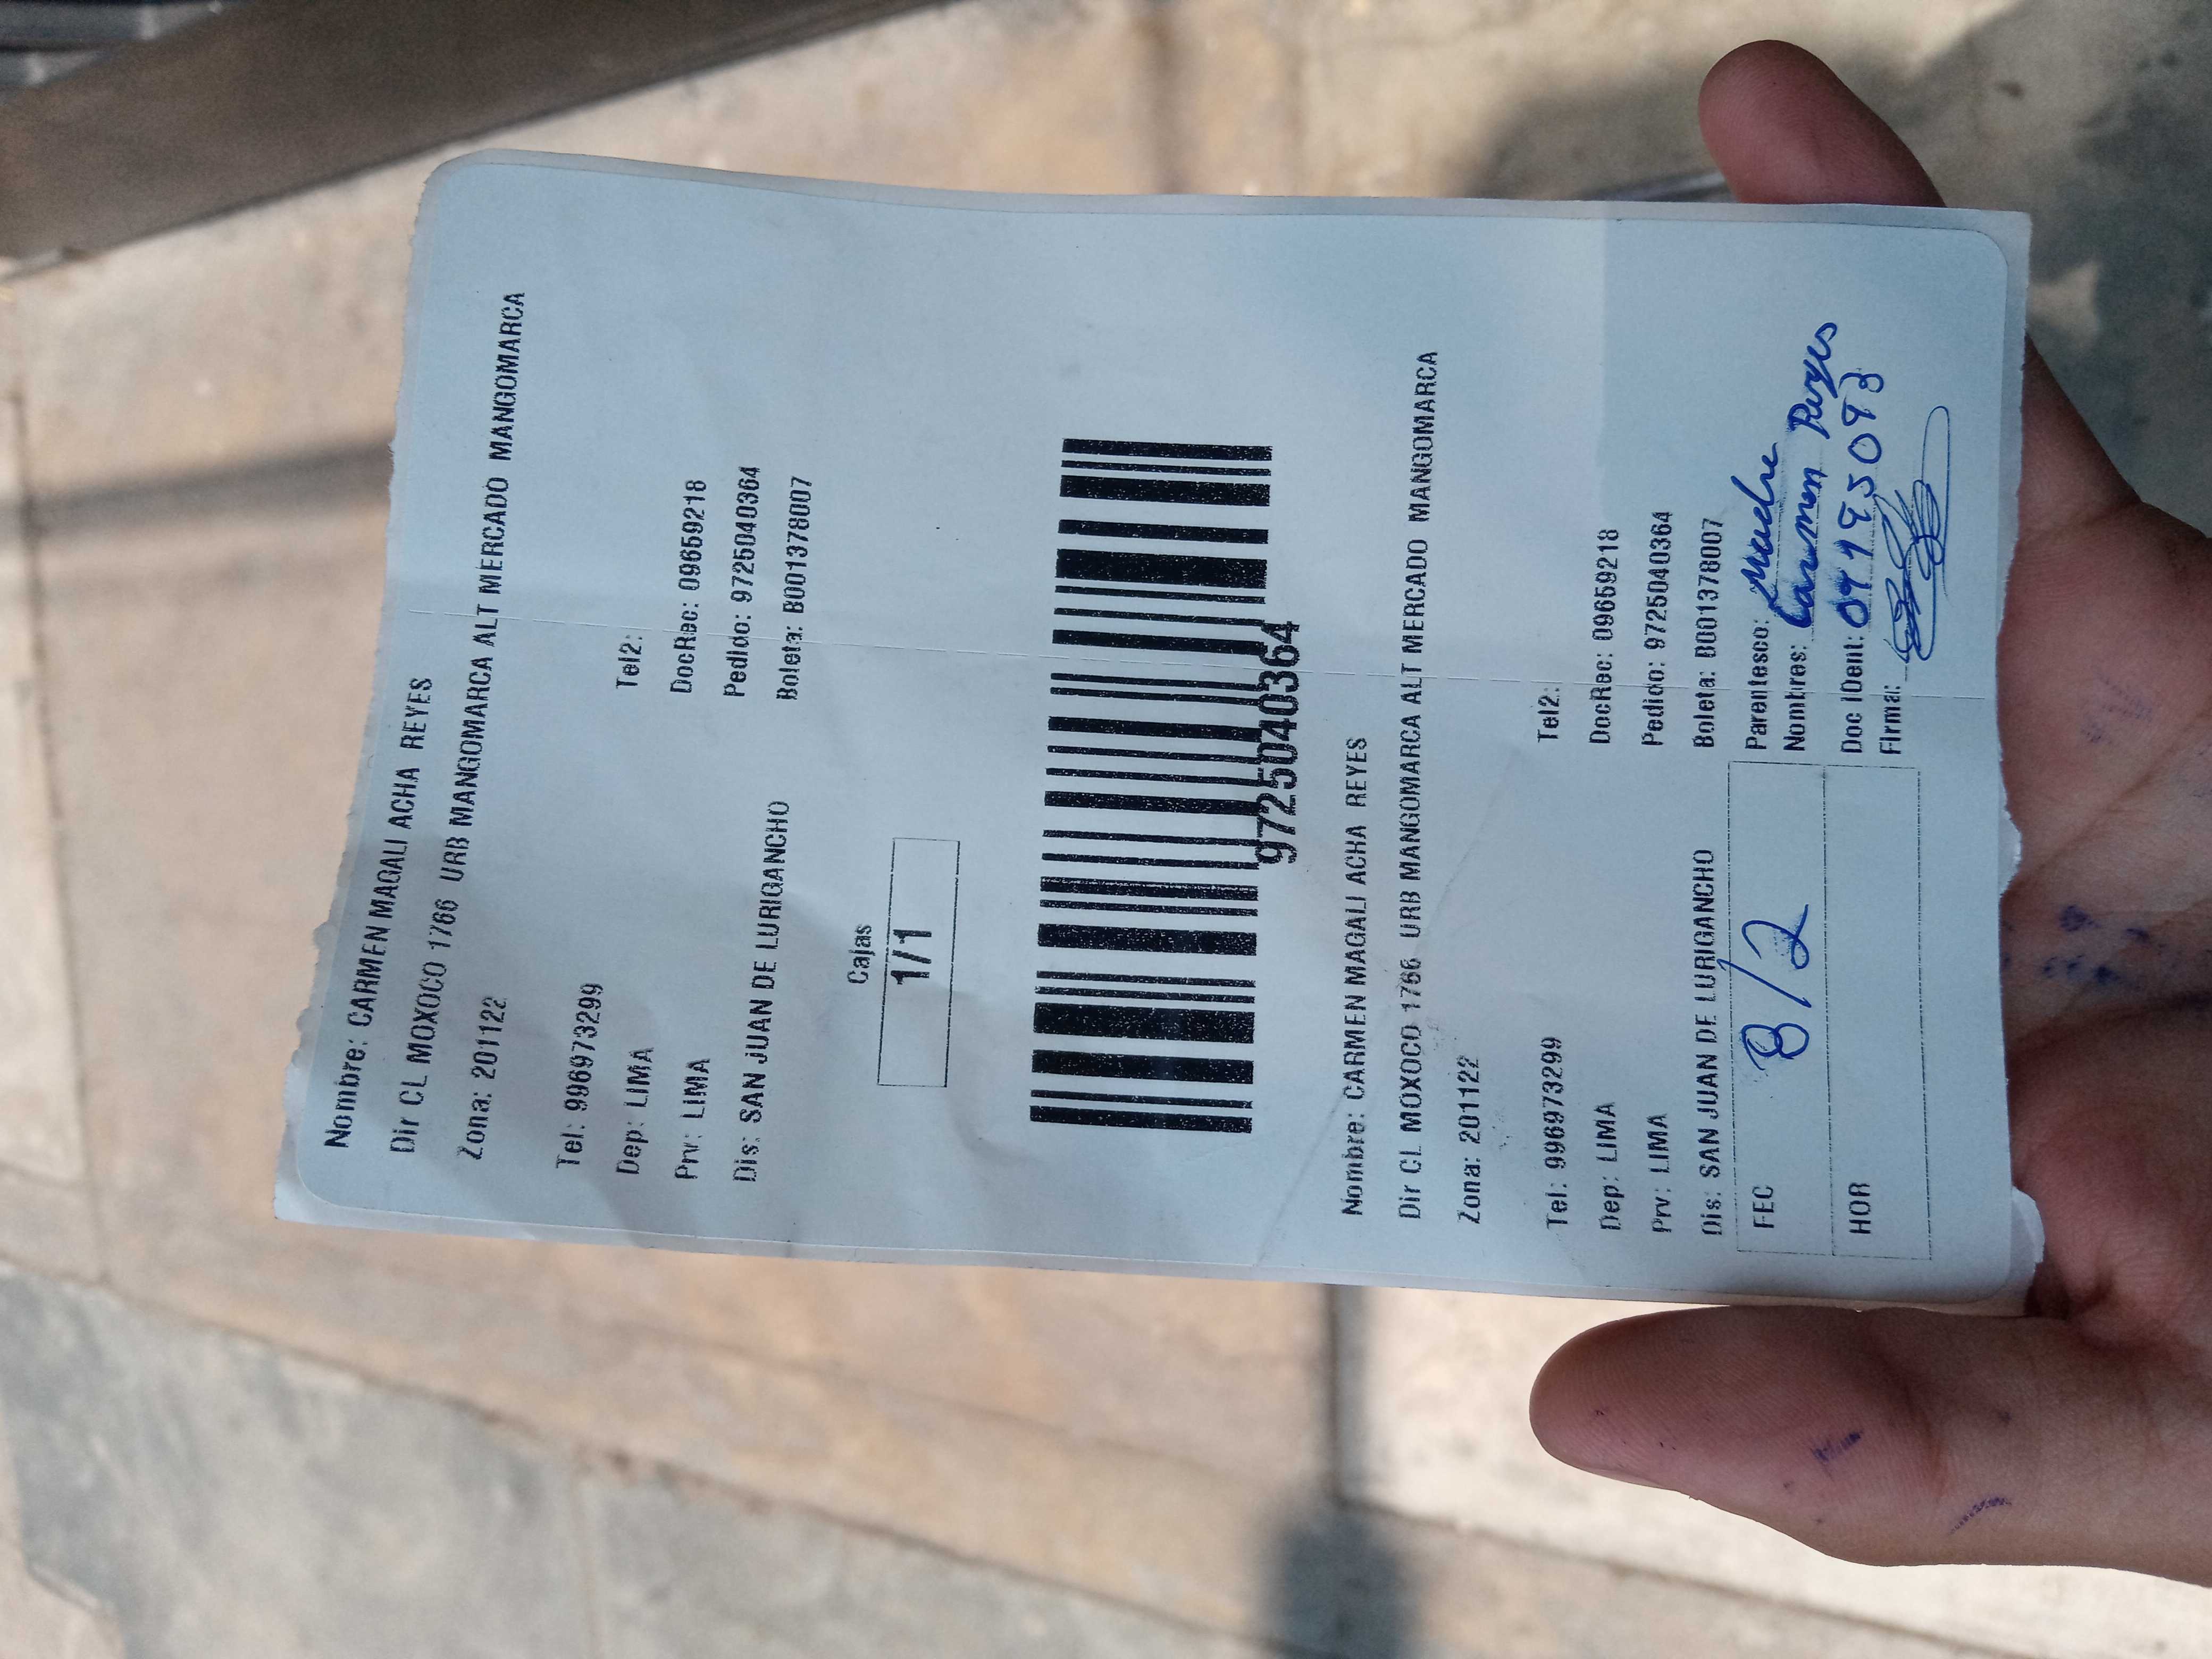 Nombre: CARMEN MAGALI ACHA REYES
Dir CL MOXOCO 1766 URB MANGOMARCA ALT MERCADO MANGOMARCA
Zona: 201122
Tel: 996973299 Tel2:
Dep: LIMA DocRec: 09659218
Prv: LIMA Pedido: 9725040364
Dis: SAN JUAN DE LURIGANCHO Boleta: B001378007
Cajas
1/1
9725040364
Nombre: CARMEN MAGALI ACHA REYES
Dir CL MOXOCO 1766 URB MANGOMARCA ALT MERCADO MANGOMARCA
Zona: 201122
Tel: 996973299 Tel2:
Dep: LIMA DocRec: 09659218
Prv: LIMA Pedido: 9725040364
Dis: SAN JUAN DE LURIGANCHO Boleta: B001378007
FEC 8/2 Parentesco: Madre
Nombres: Carmen Reyes
HOR Doc IDent:
Firma: